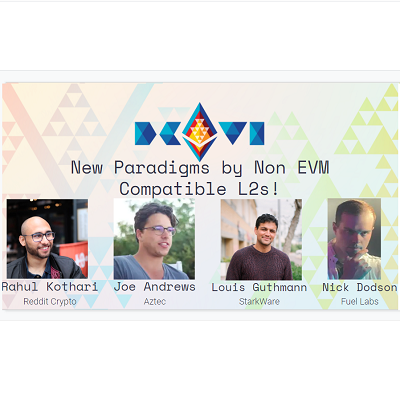 DEVVI
New Paradigms by Non EVM
Compatible L2s!
Rahul Kothari
Joe Andrews
Louis Guthmann
Nick Dodson
Reddit Crypto
Aztec
StarkWare
Fuel Labs